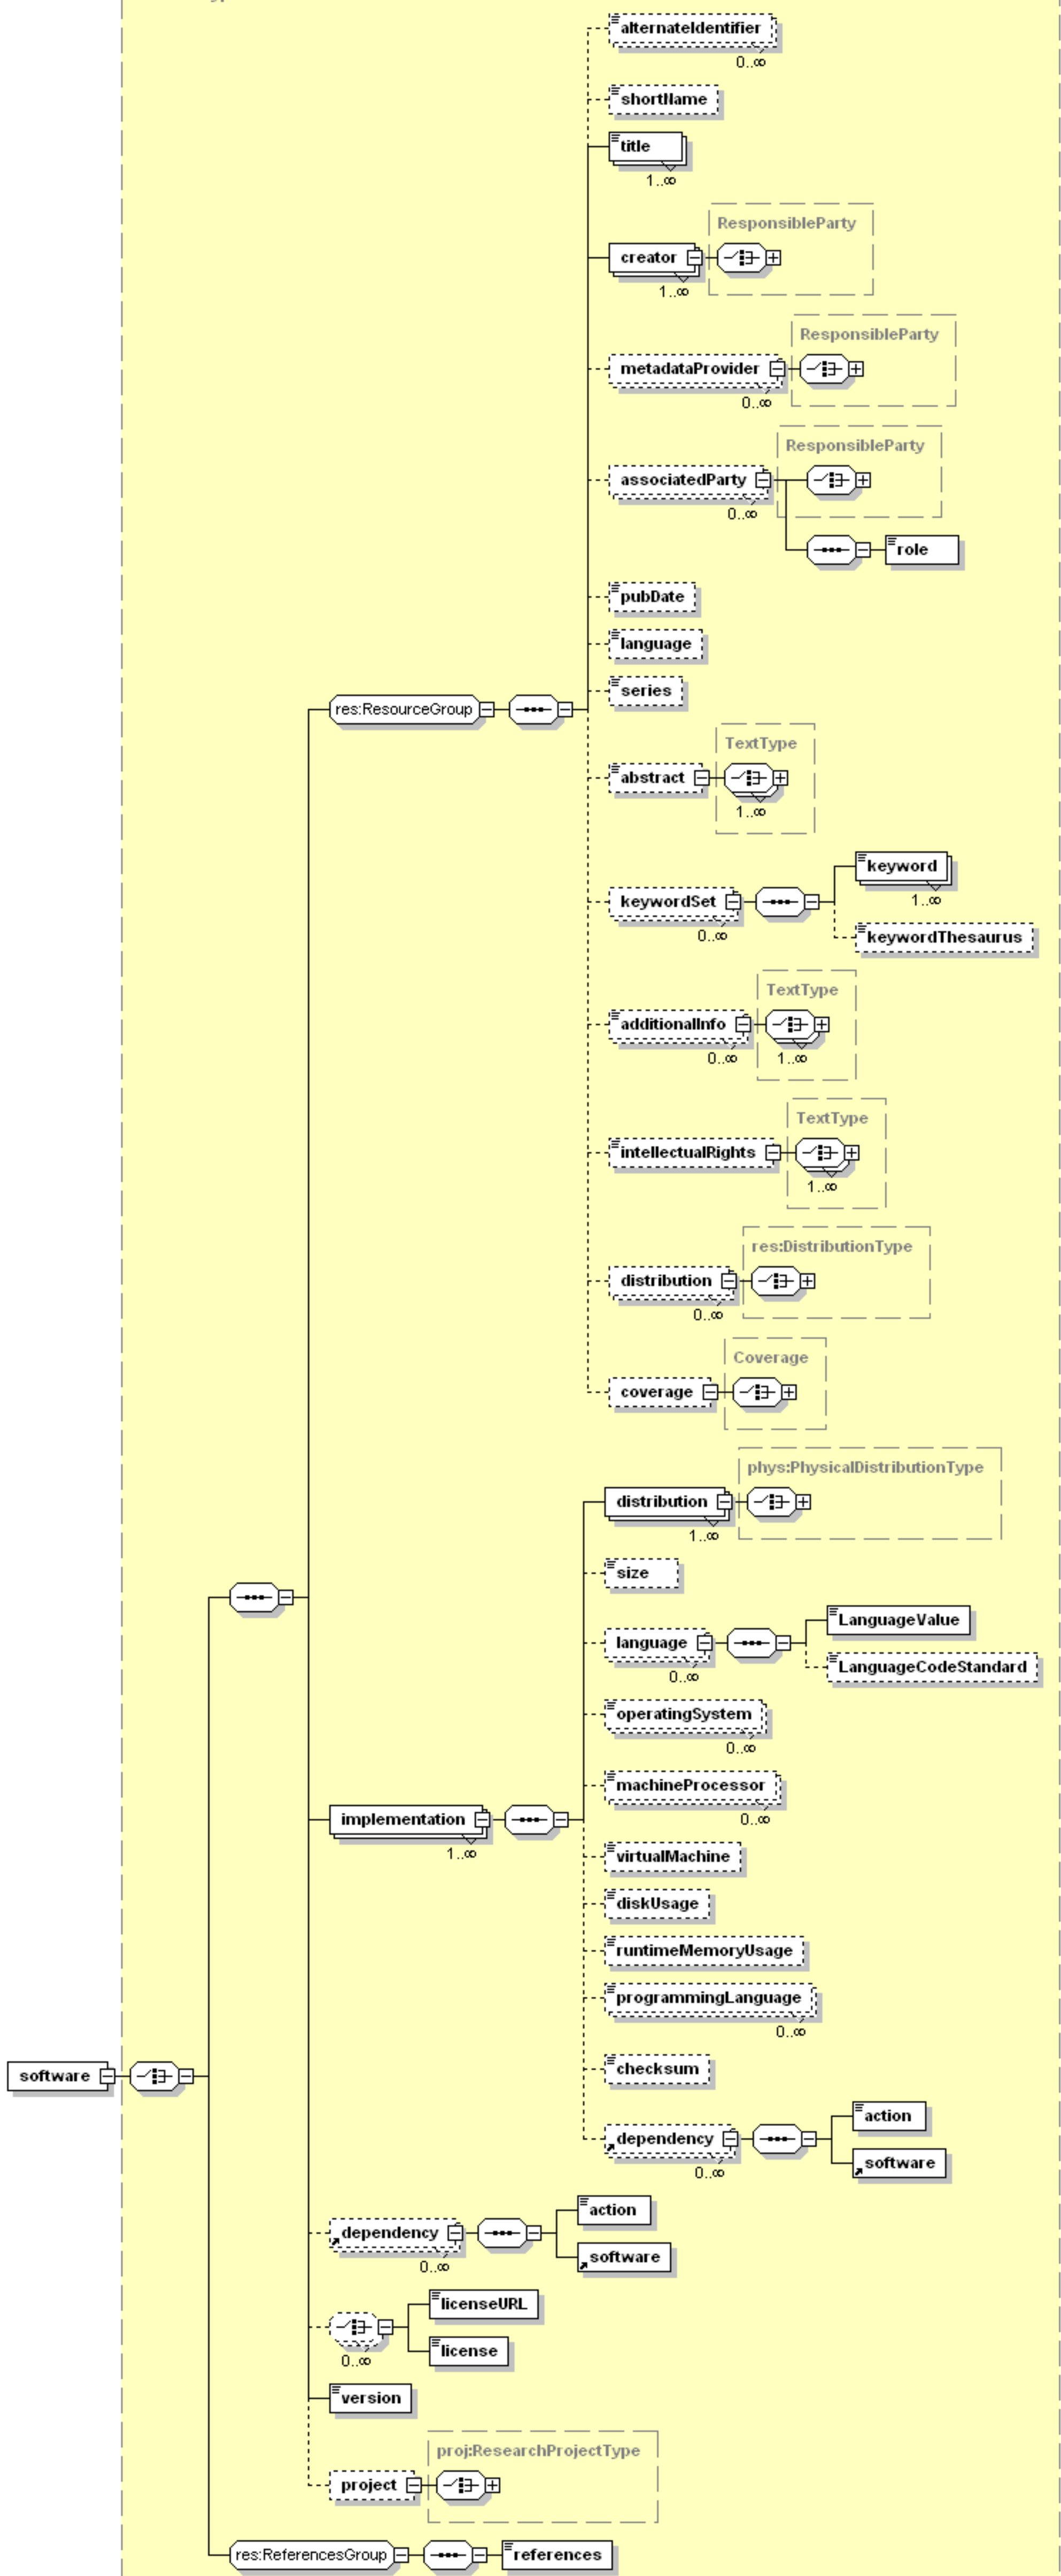 alternateIdentifier
0..∞
shortName
title
1..∞
ResponsibleParty
creator
1..∞
ResponsibleParty
metadataProvider
0..∞
ResponsibleParty
associatedParty
0..∞
role
pubDate
language
series
res:ResourceGroup
TextType
abstract
1..∞
keyword
1..∞
keywordSet
0..∞
keywordThesaurus
TextType
additionalInfo
0..∞
1..∞
TextType
intellectualRights
1..∞
res:DistributionType
distribution
0..∞
Coverage
coverage
phys:PhysicalDistributionType
distribution
1..∞
size
LanguageValue
language
0..∞
LanguageCodeStandard
operatingSystem
0..∞
machineProcessor
0..∞
implementation
1..∞
virtualMachine
diskUsage
runtimeMemoryUsage
programmingLanguage
0..∞
software
checksum
action
dependency
0..∞
software
action
dependency
0..∞
software
licenseURL
0..∞
license
version
proj:ResearchProjectType
project
res:ReferencesGroup
references